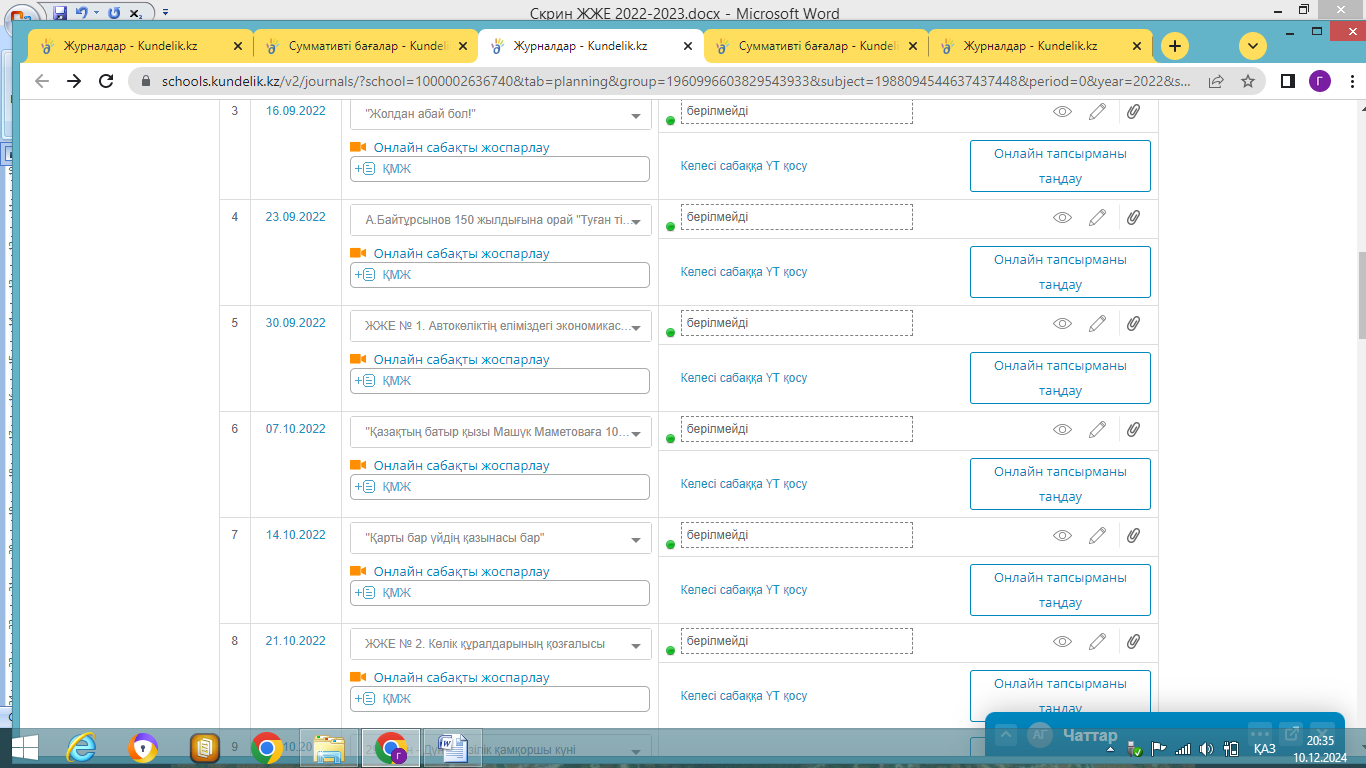 Скрин ЖЖЕ 2022-2023.docx - Microsoft Word
Журналдар - Kundelik.kz
Суммативті бағалар - Kundeli
Журналдар - Kundelik.kz
Суммативті бағалар - Kundeli
Журналдар - Kundelik.kz
schools.kundelik.kz/v2/journals/?school=1000002636740&tab=planning&group=1960996603829543933&subject=1988094544637437448&period=0&year=2022&s...
Г
3 16.09.2022 "Жолдан абай бол!" берілмейді
Онлайн сабақты жоспарлау
ҚМЖ
Келесі сабаққа ҮТ қосу
Онлайн тапсырманы
таңдау
4 23.09.2022 А.Байтұрсынов 150 жылдығына орай "Туған ті... берілмейді
Онлайн сабақты жоспарлау
ҚМЖ
Келесі сабаққа ҮТ қосу
Онлайн тапсырманы
таңдау
5 30.09.2022 ЖЖЕ № 1. Автокөліктің еліміздегі экономикас... берілмейді
Онлайн сабақты жоспарлау
ҚМЖ
Келесі сабаққа ҮТ қосу
Онлайн тапсырманы
таңдау
6 07.10.2022 "Қазақтың батыр қызы Машүк Маметоваға 10... берілмейді
Онлайн сабақты жоспарлау
ҚМЖ
Келесі сабаққа ҮТ қосу
Онлайн тапсырманы
таңдау
7 14.10.2022 "Қарты бар үйдің қазынасы бар" берілмейді
Онлайн сабақты жоспарлау
ҚМЖ
Келесі сабаққа ҮТ қосу
Онлайн тапсырманы
таңдау
8 21.10.2022 ЖЖЕ № 2. Көлік құралдарының қозғалысы берілмейді
Онлайн сабақты жоспарлау
ҚМЖ
Келесі сабаққа ҮТ қосу
Онлайн тапсырманы
таңдау
9
қамқоршы күні
АГ Чаттар
ҚАЗ
20:35
10.12.2024